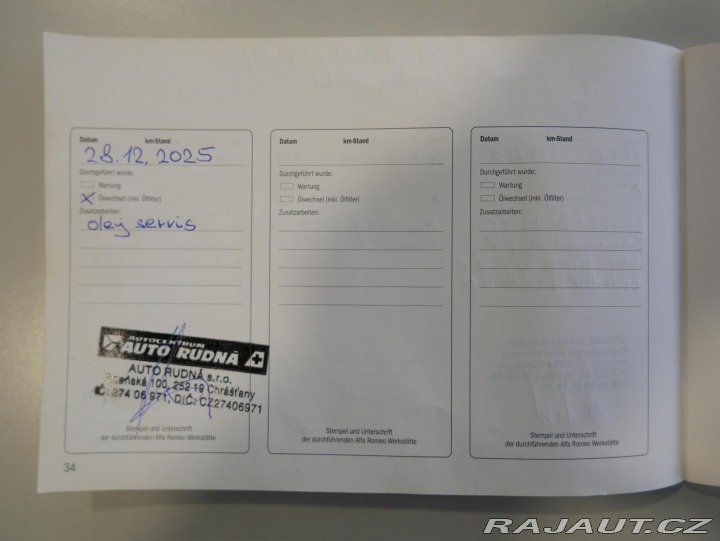 Datum km-Stand
28.12.2025
Durchgeführt wurde:
Wartung
Ölwechsel (inkl. Ölfilter)
Zusatzarbeiten:
olej servis
AUTOCENTRUM
AUTO RUDNÁ
AUTO RUDNÁ s.r.o.
Plzeňská 100, 252 19 Chrášťany
IČ: 274 06 971, DIČ: CZ27406971
Stempel und Unterschrift
der durchführenden Alfa Romeo Werkstätte
34
Datum km-Stand
Durchgeführt wurde:
Wartung
Ölwechsel (inkl. Ölfilter)
Zusatzarbeiten:
Stempel und Unterschrift
der durchführenden Alfa Romeo Werkstätte
Datum km-Stand
Durchgeführt wurde:
Wartung
Ölwechsel (inkl. Ölfilter)
Zusatzarbeiten:
Stempel und Unterschrift
der durchführenden Alfa Romeo Werkstätte
RAJAUT.CZ